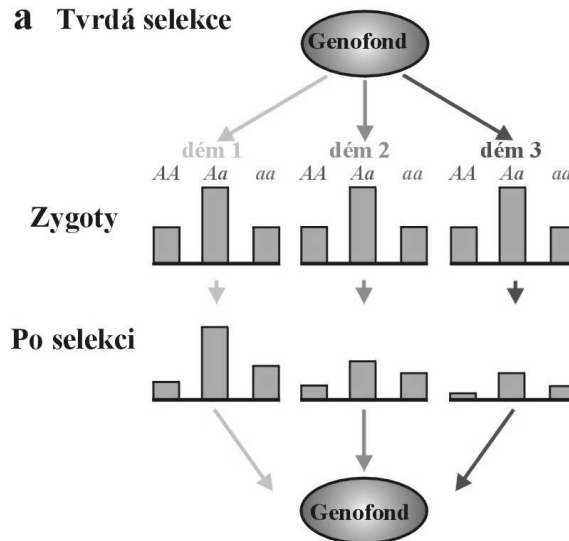 a Tvrdá selekce
Genofond
dém 1 dém 2 dém 3
AA Aa aa AA Aa aa AA Aa aa
Zygoty
Po selekci
Genofond